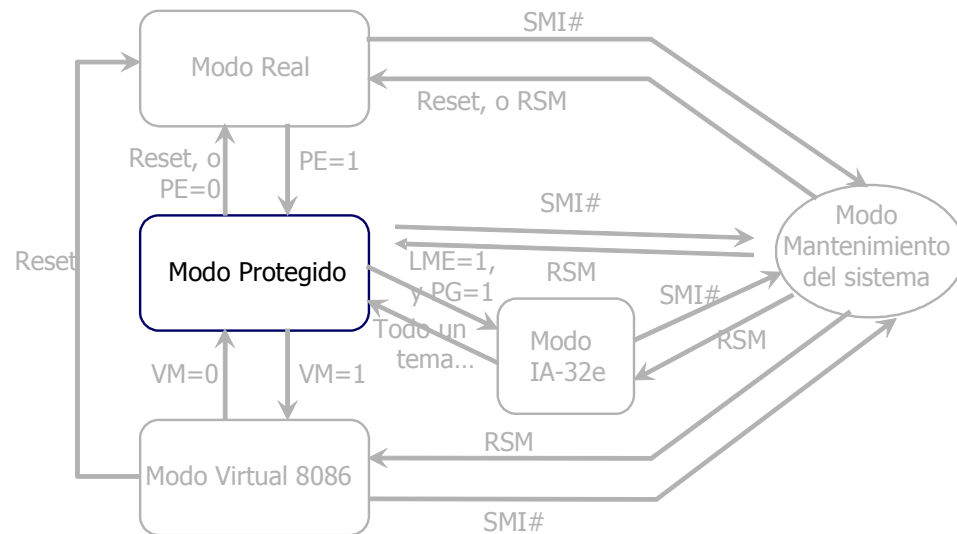 SMI#
Modo Real
Reset, o RSM
Reset, o
PE=0
PE=1
SMI#
Modo
Mantenimiento
del sistema
Reset
Modo Protegido
LME=1,
y PG=1
RSM
SMI#
Todo un
tema...
Modo
IA-32e
RSM
VM=0
VM=1
RSM
Modo Virtual 8086
SMI#